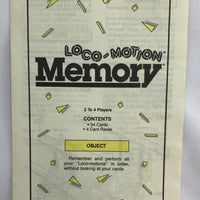 LOCO-MOTION™
Memory
2 To 4 Players
CONTENTS
• 54 Cards
• 4 Card Racks
OBJECT
Remember and perform all
your "Loco-motions" in order,
without looking at your cards.